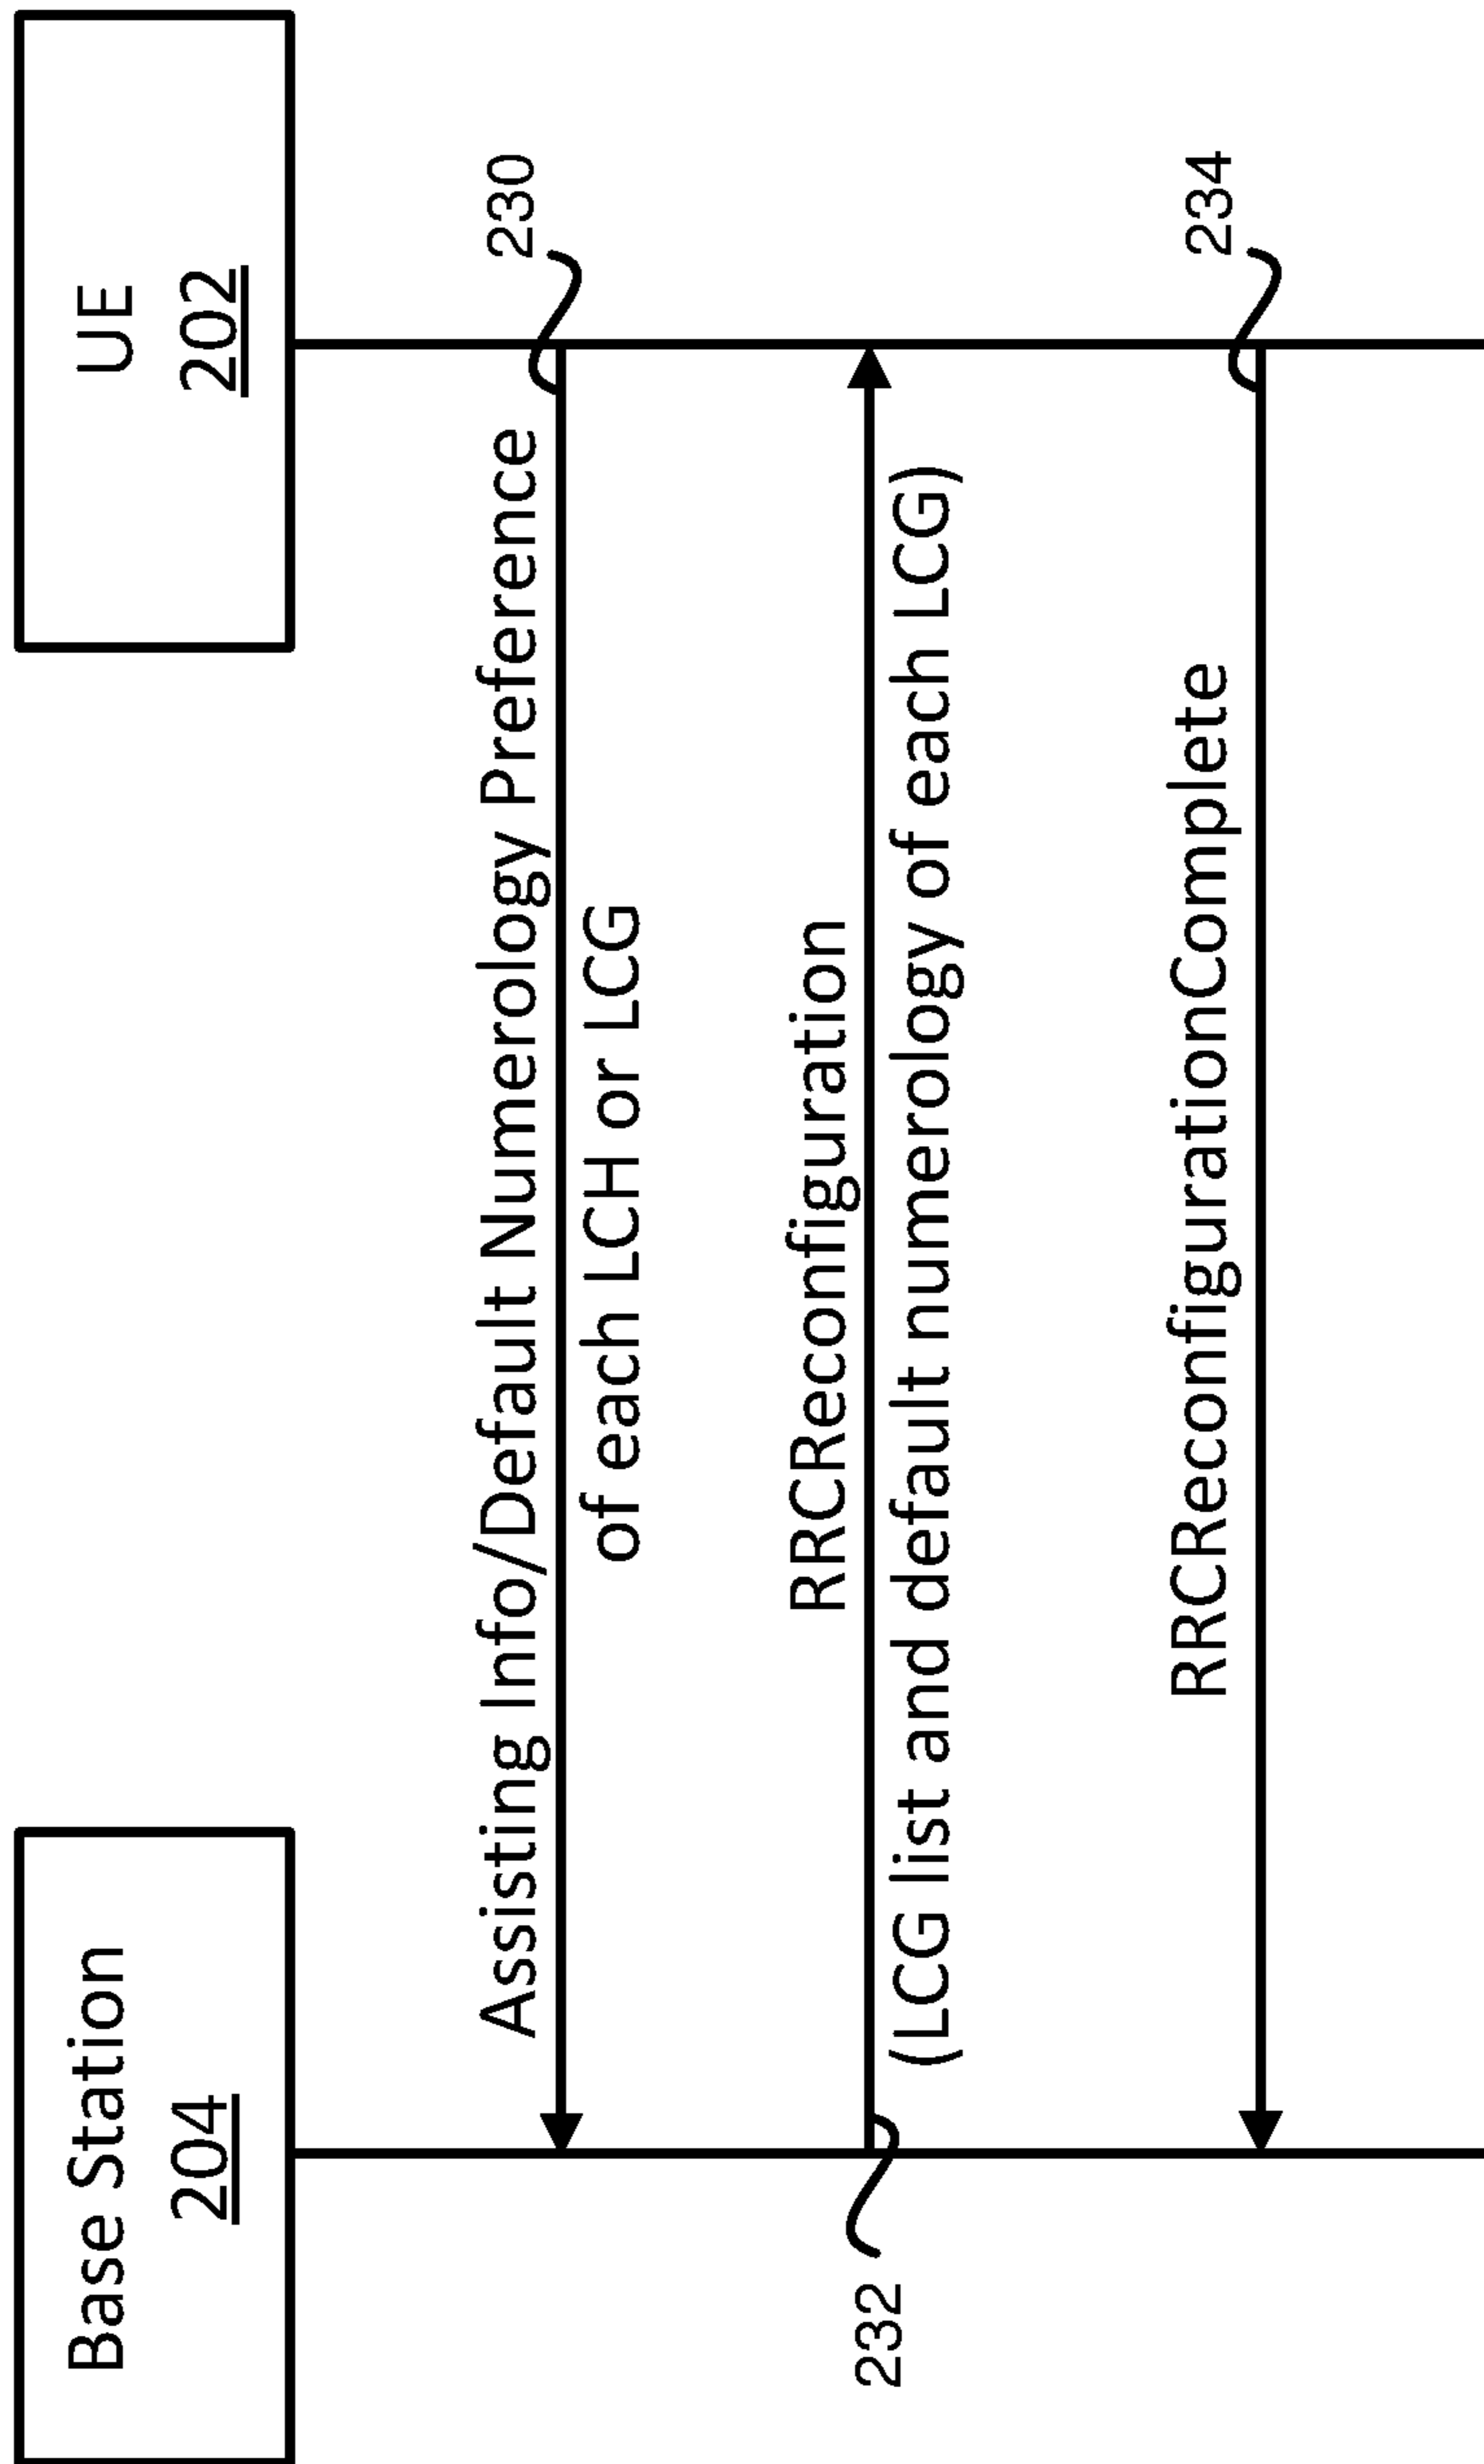 Base Station
204
UE
202
Assisting Info/Default Numerology Preference
of each LCH or LCG
230
RRCReconfiguration
(LCG list and default numerology of each LCG)
232
RRCReconfigurationComplete
234